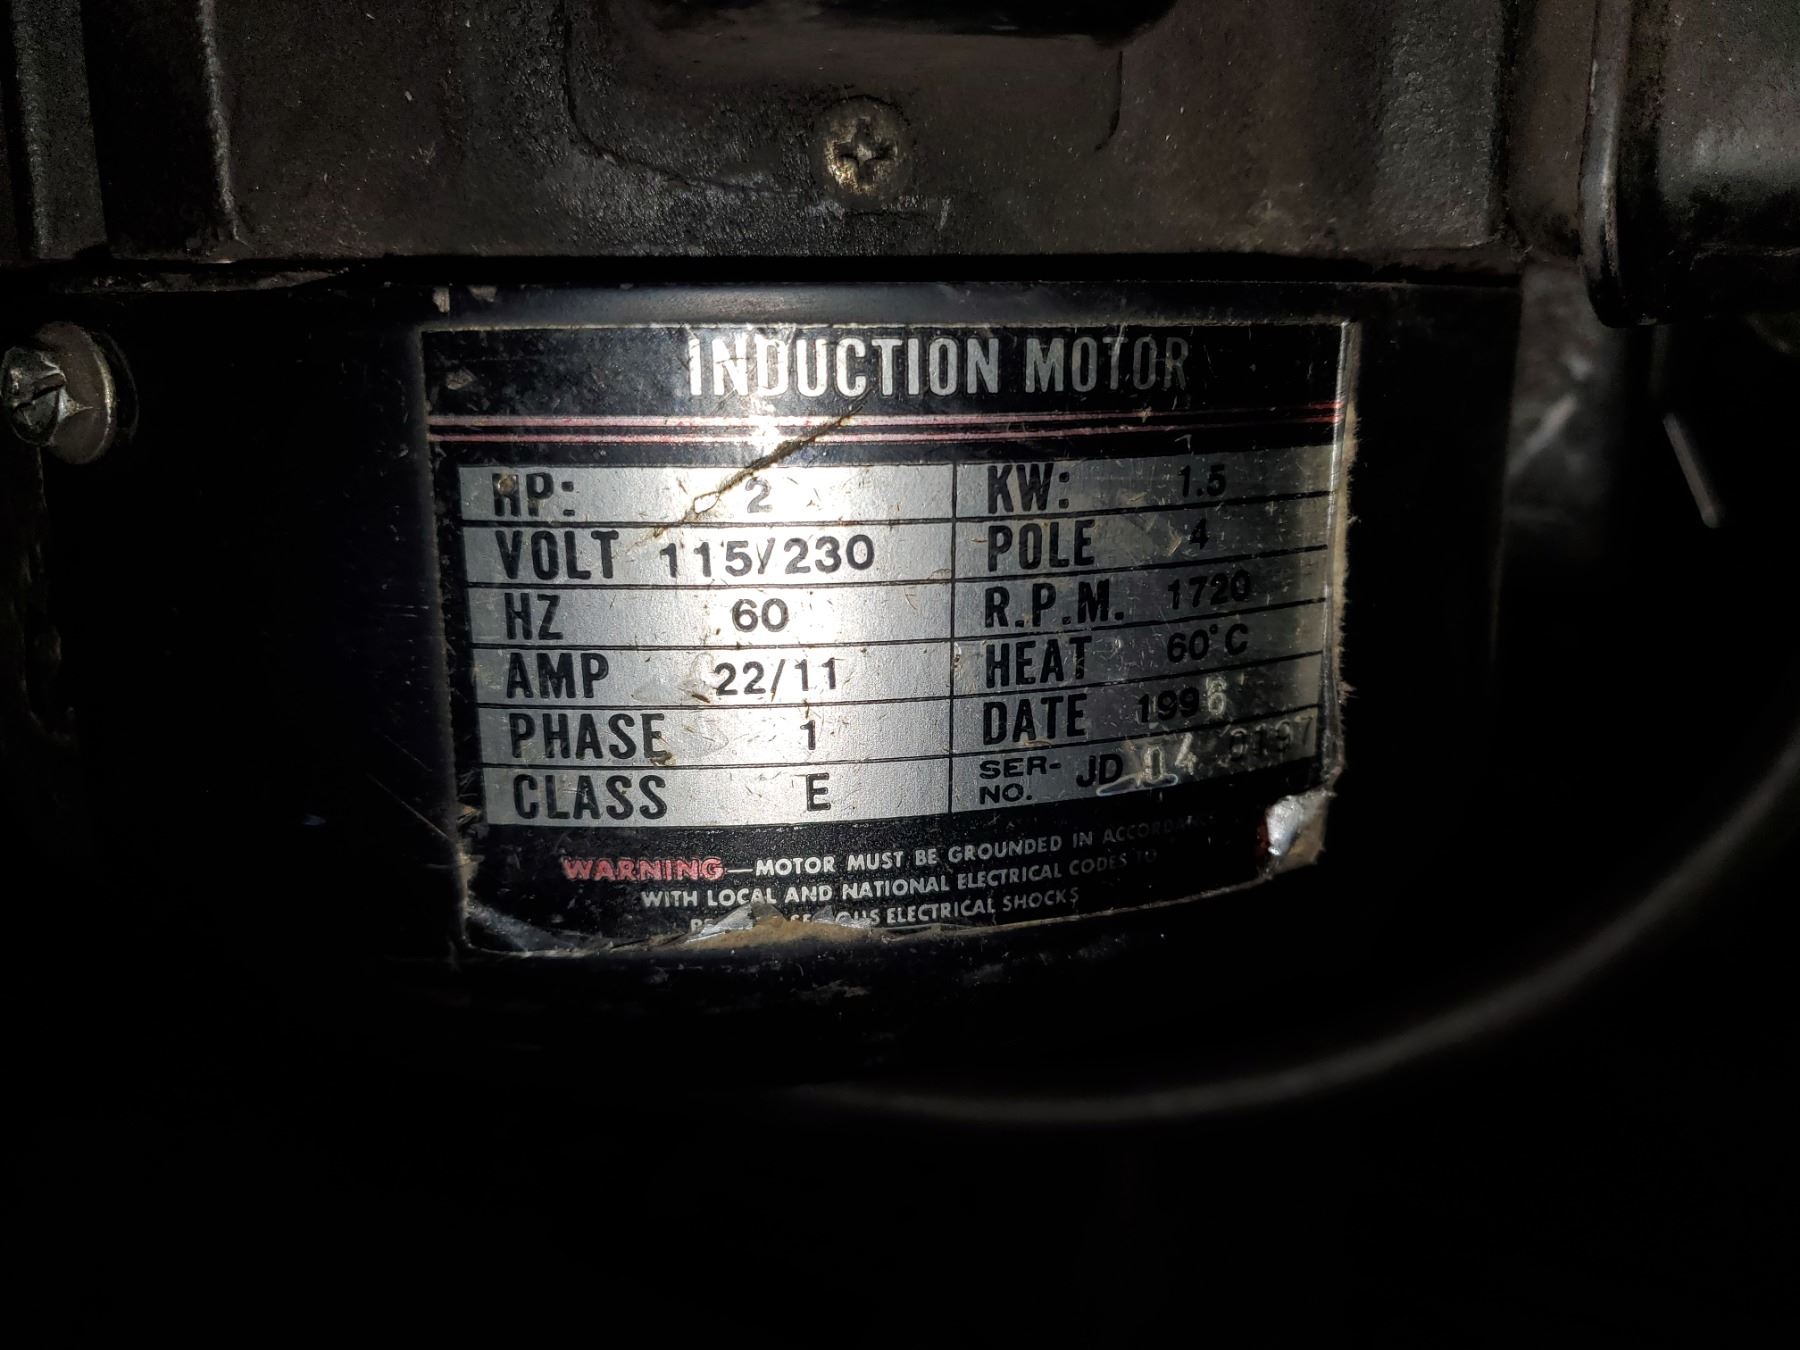 INDUCTION MOTOR
HP: 2 KW: 1.5
VOLT 115/230 POLE 4
HZ 60 R.P.M. 1720
AMP 22/11 HEAT 60°C
PHASE 1 DATE 1996
CLASS E SER-NO. JD 14 0197
WARNING—MOTOR MUST BE GROUNDED IN
WITH LOCAL AND NATIONAL ELECTRICAL CODES TO
ELECTRICAL SHOCKS